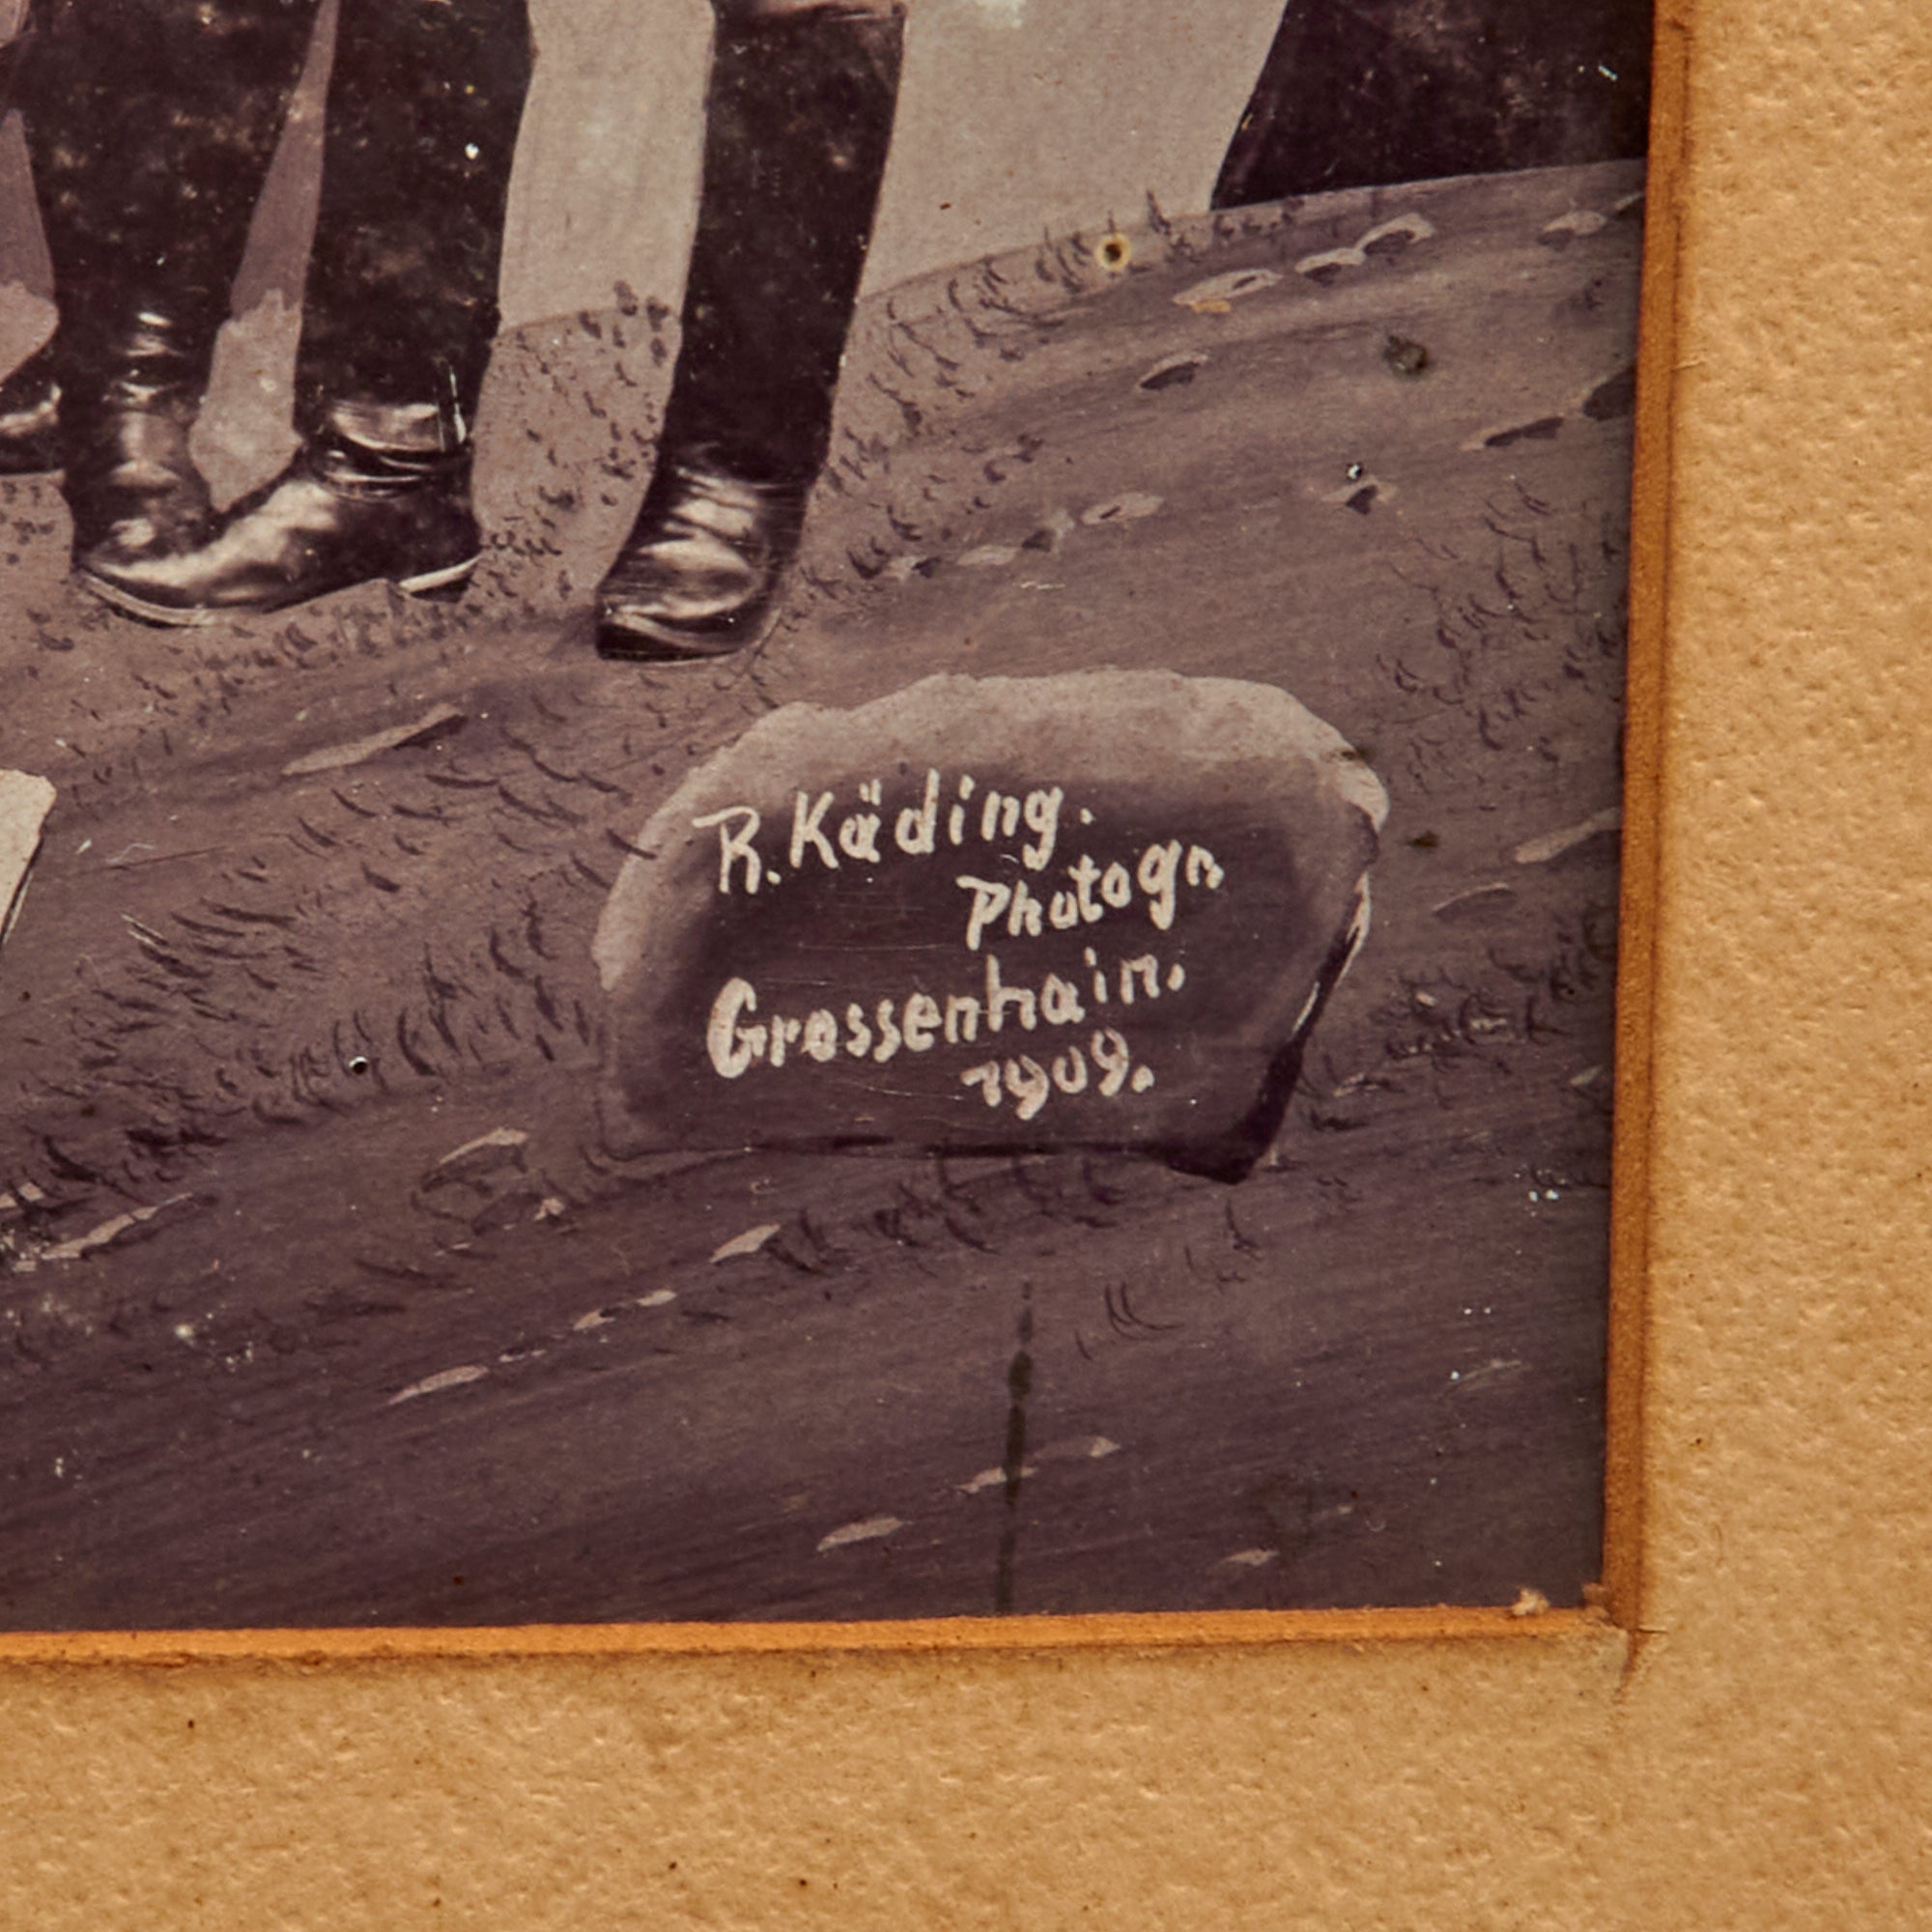 R. Käding.
Photogr.
Grossenhain.
1909.